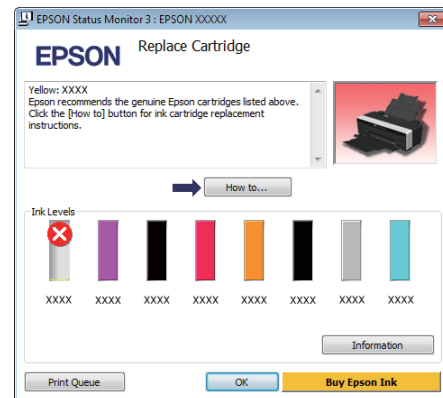 EPSON Status Monitor 3 : EPSON XXXXX
EPSON
Replace Cartridge
Yellow: XXXX
Epson recommends the genuine Epson cartridges listed above.
Click the [How to] button for ink cartridge replacement
instructions.
How to...
Ink Levels
XXXX XXXX XXXX XXXX XXXX XXXX XXXX XXXX
Information
Print Queue OK Buy Epson Ink